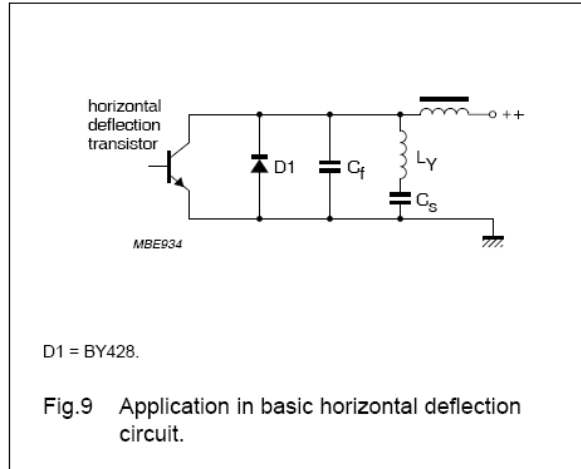 horizontal
deflection
transistor
++
D1
Cf
LY
Cs
MBE934
D1 = BY428.
Fig.9 Application in basic horizontal deflection
circuit.